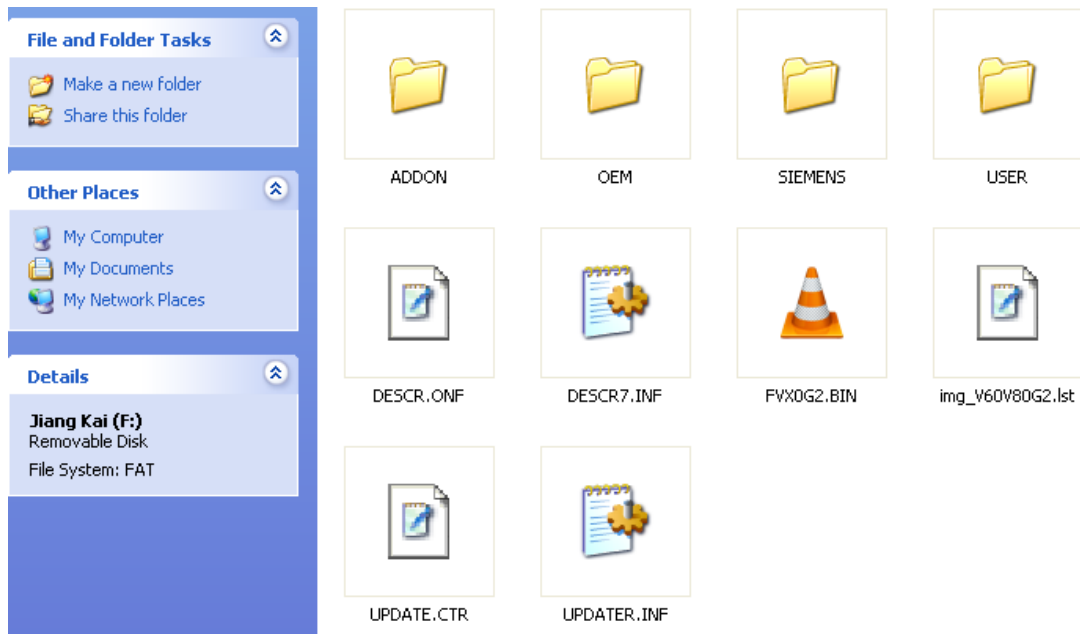 File and Folder Tasks
Make a new folder
Share this folder
Other Places
My Computer
My Documents
My Network Places
Details
Jiang Kai (F:)
Removable Disk
File System: FAT
ADDON
OEM
SIEMENS
USER
DESCR.ONF
DESCR7.INF
FVX0G2.BIN
img_V60V80G2.lst
UPDATE.CTR
UPDATER.INF